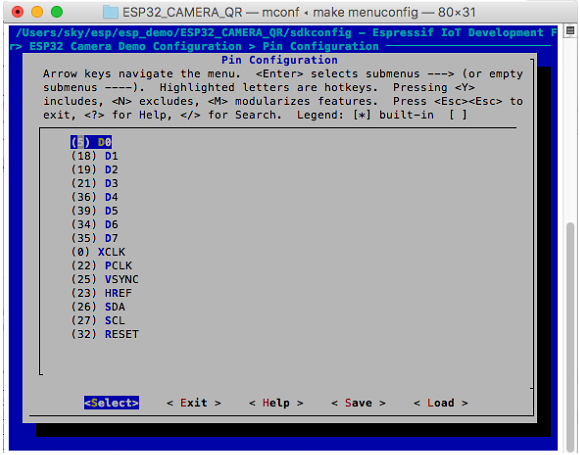 ESP32_CAMERA_QR — mconf ◂ make menuconfig — 80×31
/Users/sky/esp/esp_demo/ESP32_CAMERA_QR/sdkconfig - Espressif IoT Development F
r> ESP32 Camera Demo Configuration > Pin Configuration
Pin Configuration
Arrow keys navigate the menu. <Enter> selects submenus ---> (or empty
submenus ----). Highlighted letters are hotkeys. Pressing <Y>
includes, <N> excludes, <M> modularizes features. Press <Esc><Esc> to
exit, <?> for Help, </> for Search. Legend: [*] built-in [ ]
(5) D0
(18) D1
(19) D2
(21) D3
(36) D4
(39) D5
(34) D6
(35) D7
(0) XCLK
(22) PCLK
(25) VSYNC
(23) HREF
(26) SDA
(27) SCL
(32) RESET
<Select> < Exit > < Help > < Save > < Load >